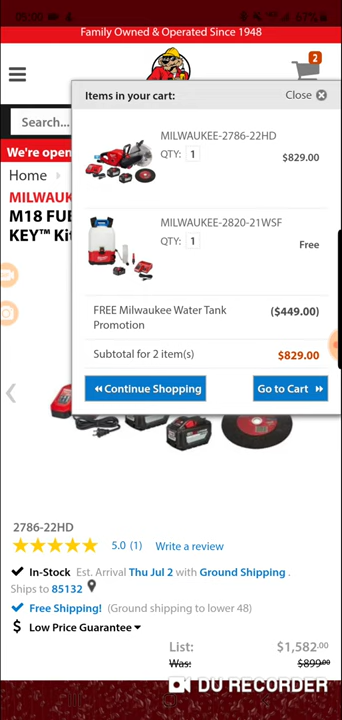 05:00
67%
Family Owned & Operated Since 1948
2
Items in your cart:
Close
Search...
MILWAUKEE-2786-22HD
QTY: 1
$829.00
We're open
Home
MILWAUK
MILWAUKEE-2820-21WSF
M18 FUE
QTY: 1
Free
KEY™ Kit
FREE Milwaukee Water Tank
Promotion
($449.00)
Subtotal for 2 item(s)
$829.00
Continue Shopping
Go to Cart
2786-22HD
5.0 (1) Write a review
In-Stock Est. Arrival Thu Jul 2 with Ground Shipping .
Ships to 85132
Free Shipping! (Ground shipping to lower 48)
$ Low Price Guarantee
List: $1,582.00
Was: $899.00
DU RECORDER